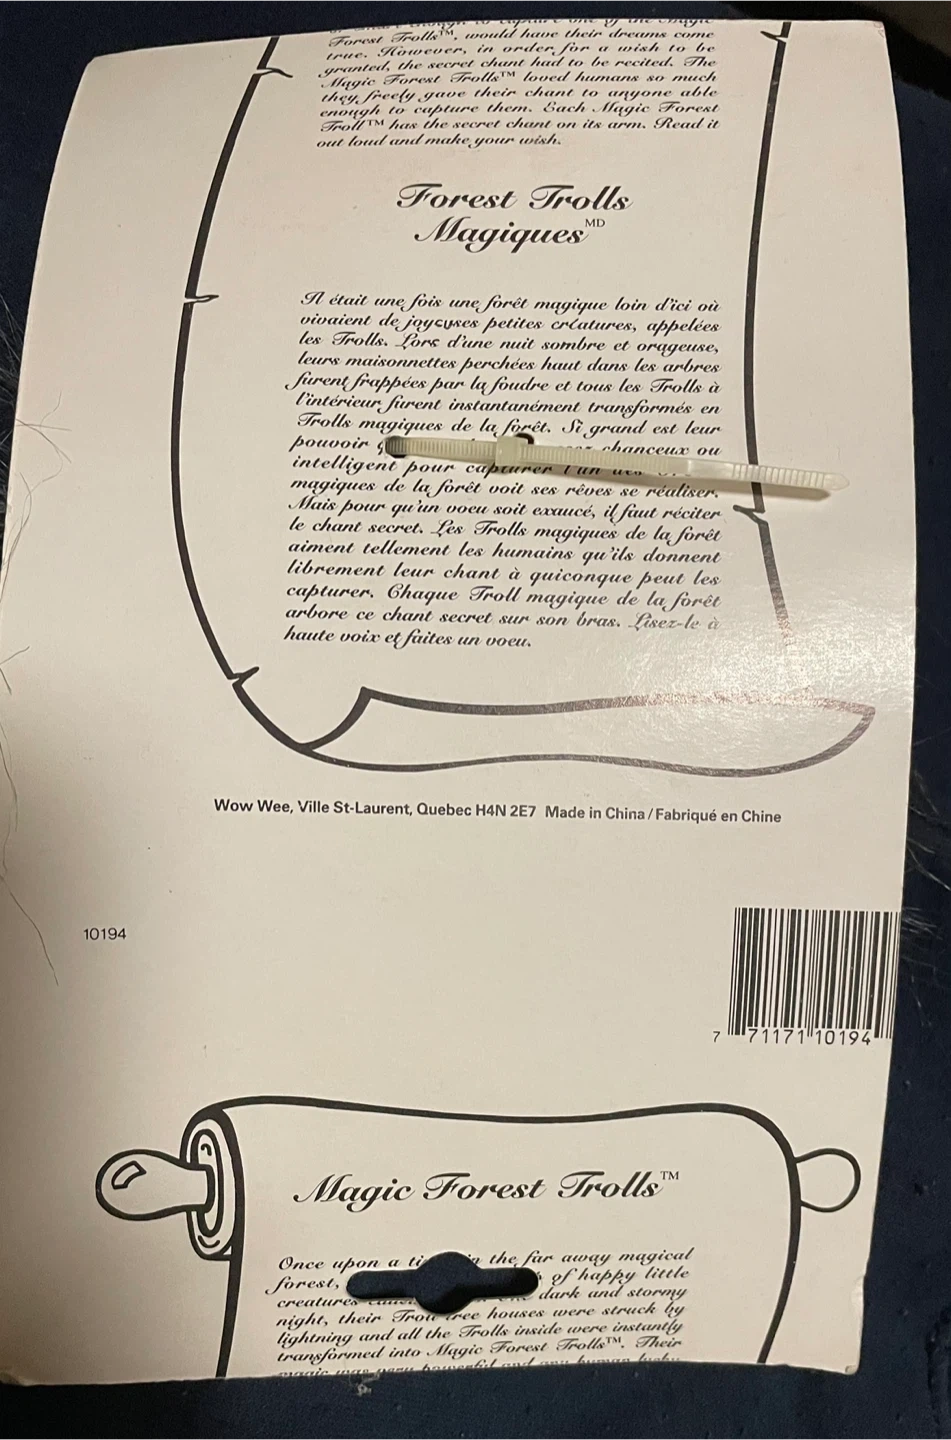 Forest Trolls™, would have their dreams come
true. However, in order for a wish to be
granted, the secret chant had to be recited. The
Magic Forest Trolls™ loved humans so much
they freely gave their chant to anyone able
enough to capture them. Each Magic Forest
Troll™ has the secret chant on its arm. Read it
out loud and make your wish.
Forest Trolls
Magiques MD
Il était une fois une forêt magique loin d'ici où
vivaient de joyeuses petites créatures, appelées
les Trolls. Lors d'une nuit sombre et orageuse,
leurs maisonnettes perchées haut dans les arbres
furent frappées par la foudre et tous les Trolls à
l'intérieur furent instantanément transformés en
Trolls magiques de la forêt. Si grand est leur
pouvoir chanceux ou
intelligent pour capturer l'un des
magiques de la forêt voit ses rêves se réaliser.
Mais pour qu'un voeu soit exaucé, il faut réciter
le chant secret. Les Trolls magiques de la forêt
aiment tellement les humains qu'ils donnent
librement leur chant à quiconque peut les
capturer. Chaque Troll magique de la forêt
arbore ce chant secret sur son bras. Lisez-le à
haute voix et faites un voeu.
Wow Wee, Ville St-Laurent, Quebec H4N 2E7 Made in China / Fabriqué en Chine
10194
7 71171 10194
Magic Forest Trolls™
Once upon a the far away magical
forest, of happy little
creatures dark and stormy
night, their Troll tree houses were struck by
lightning and all the Trolls inside were instantly
transformed into Magic Forest Trolls™. Their
magic was very powerful and any human lucky